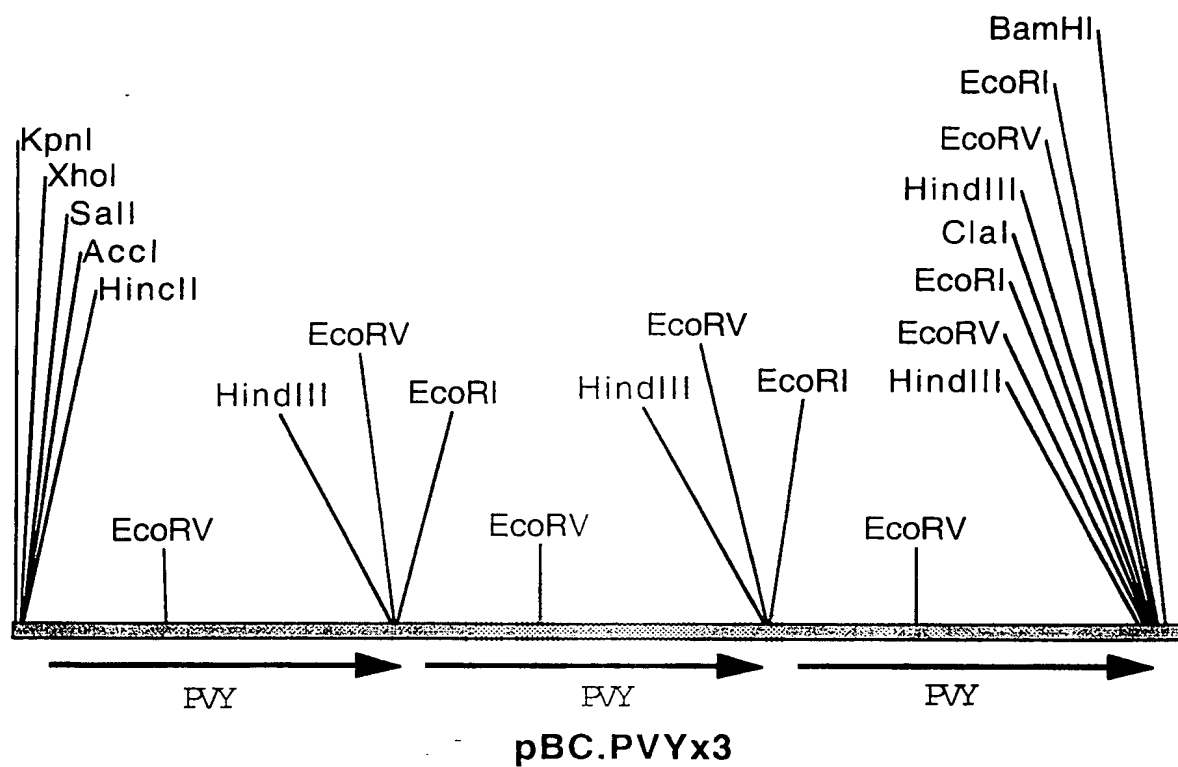 BamHI
EcoRI
KpnI
EcoRV
XhoI
HindIII
SalI
ClaI
AccI
EcoRI
HincII
EcoRV
EcoRV
EcoRV
HindIII
HindIII
EcoRI
HindIII
EcoRI
EcoRV
EcoRV
EcoRV
PVY
PVY
PVY
pBC.PVYx3